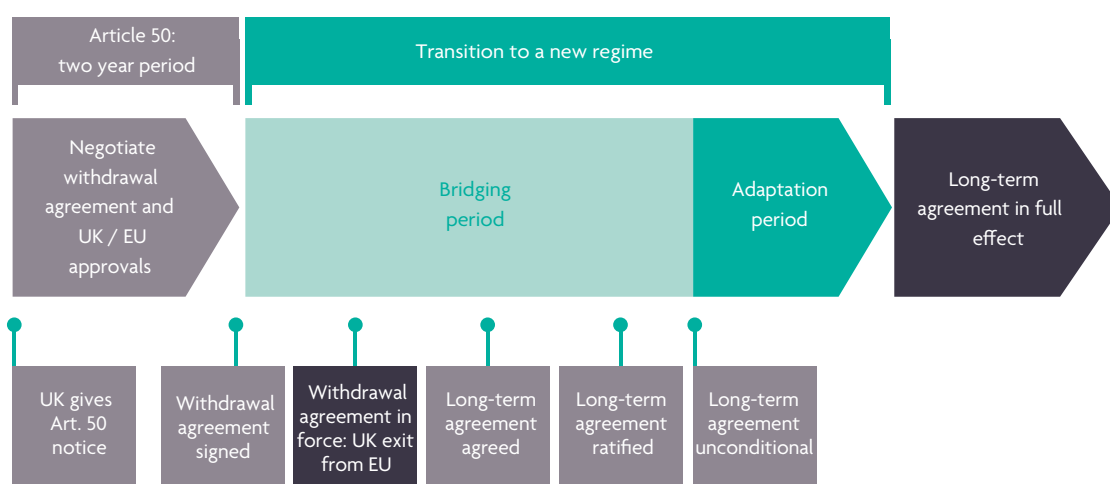 Article 50:
two year period
Transition to a new regime
Negotiate
withdrawal
agreement and
UK / EU
approvals
Bridging
period
Adaptation
period
Long-term
agreement in full
effect
UK gives
Art. 50
notice
Withdrawal
agreement
signed
Withdrawal
agreement in
force: UK exit
from EU
Long-term
agreement
agreed
Long-term
agreement
ratified
Long-term
agreement
unconditional